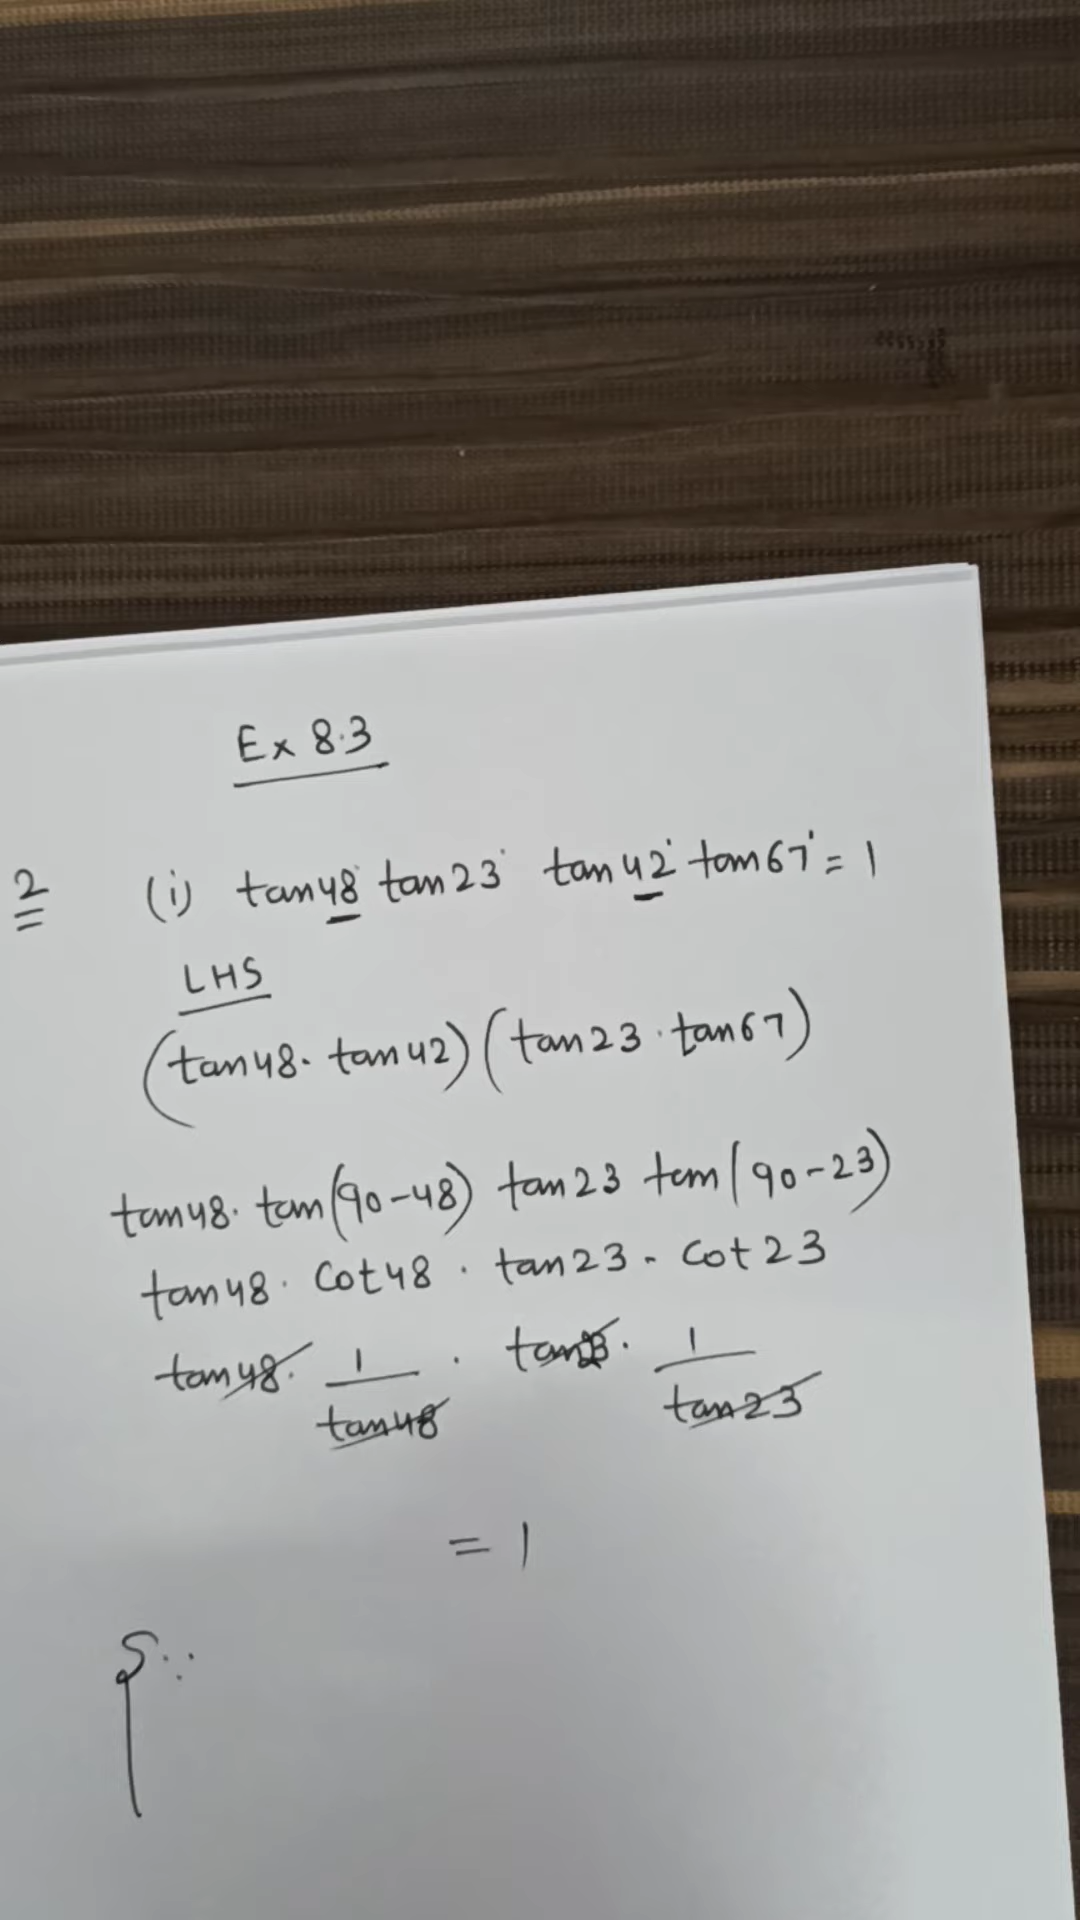 Ex 8.3
2 (i) tan48° tan23° tan42° tan67° = 1
LHS
(tan48. tan42) (tan23 . tan67)
tan48. tan(90-48) tan23 tan(90-23)
tan48. Cot48 . tan23 . Cot23
tan48. 1/tan48 . tan23. 1/tan23
= 1